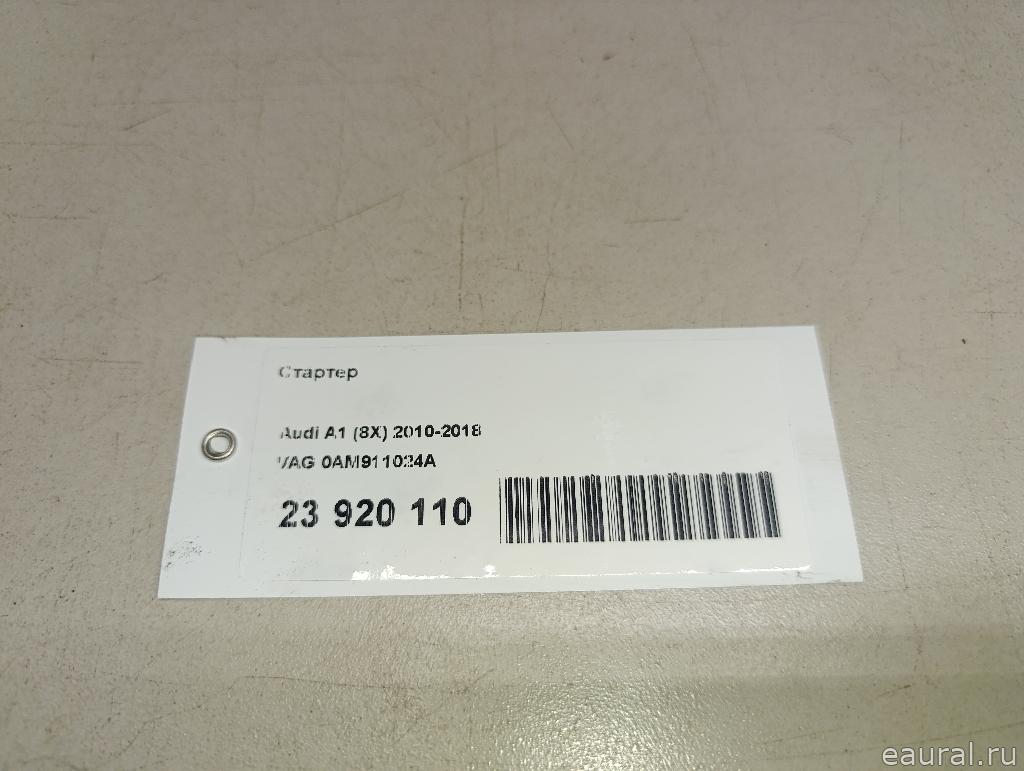 Стартер
Audi A1 (8X) 2010-2018
VAG 0AM911024A
23 920 110
eaural.ru